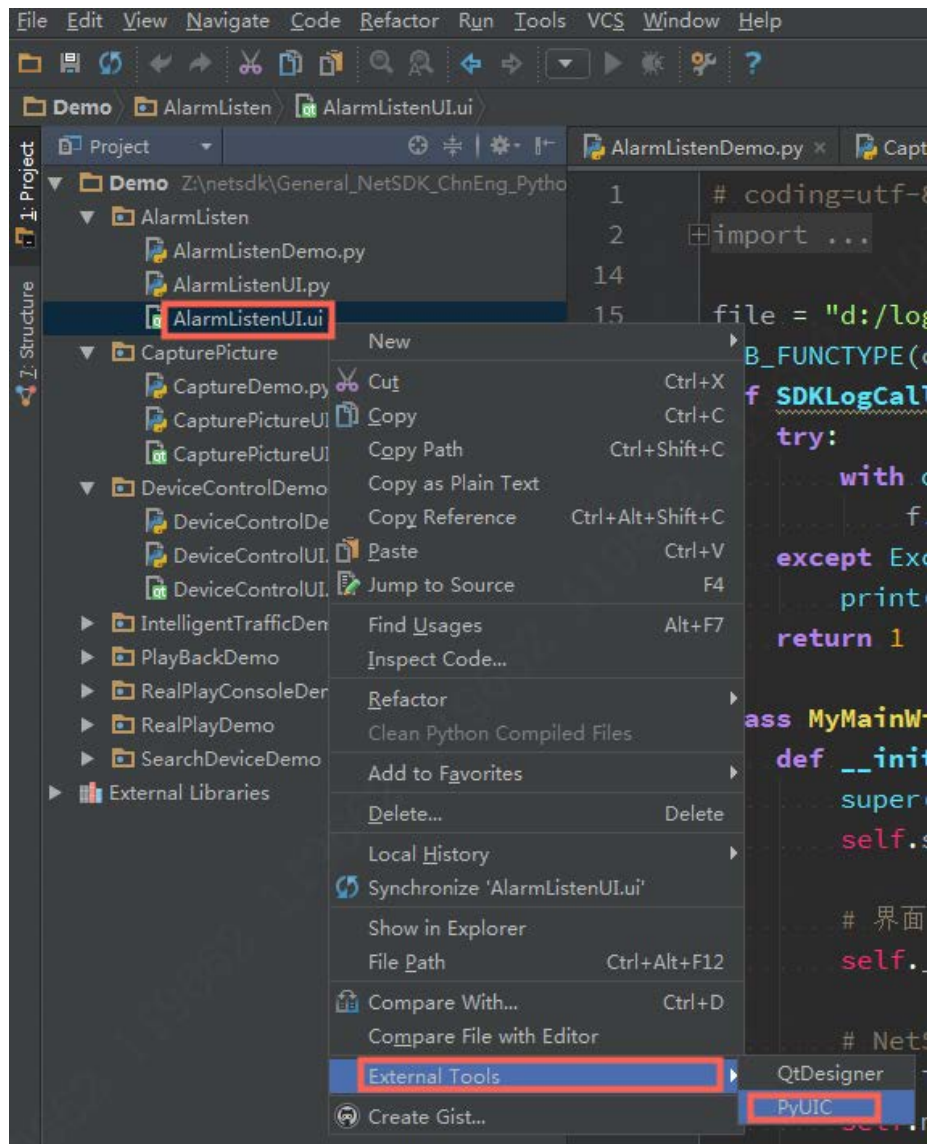 File Edit View Navigate Code Refactor Run Tools VCS Window Help
Demo AlarmListen AlarmListenUI.ui
1: Project
7: Structure
Project
AlarmListenDemo.py
Capt
Demo Z:\netsdk\General_NetSDK_ChnEng_Pytho
AlarmListen
AlarmListenDemo.py
AlarmListenUI.py
AlarmListenUI.ui
CapturePicture
CaptureDemo.py
CapturePictureUI
CapturePictureUI
DeviceControlDemo
DeviceControlDe
DeviceControlUI.
DeviceControlUI.
IntelligentTrafficDem
PlayBackDemo
RealPlayConsoleDer
RealPlayDemo
SearchDeviceDemo
External Libraries
New
Cut Ctrl+X
Copy Ctrl+C
Copy Path Ctrl+Shift+C
Copy as Plain Text
Copy Reference Ctrl+Alt+Shift+C
Paste Ctrl+V
Jump to Source F4
Find Usages Alt+F7
Inspect Code...
Refactor
Clean Python Compiled Files
Add to Favorites
Delete... Delete
Local History
Synchronize 'AlarmListenUI.ui'
Show in Explorer
File Path Ctrl+Alt+F12
Compare With... Ctrl+D
Compare File with Editor
External Tools
Create Gist...
QtDesigner
PyUIC
1 # coding=utf-8
2 import ...
14
15 file = "d:/log
B_FUNCTYPE(
f SDKLogCall
try:
with
f.
except Exc
print(
return 1
ass MyMainWi
def __init
super(
self.s
# 界面
self._
# NetS